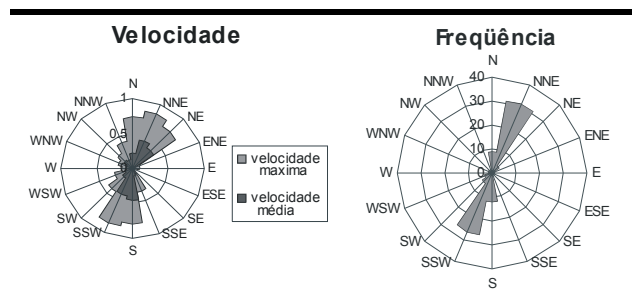 Velocidade
N
NNW
NNE
NW
NE
WNW
ENE
W
E
WSW
ESE
SW
SE
SSW
SSE
S
1
0.5
0
velocidade
maxima
velocidade
média
Freqüência
N
NNW
NNE
NW
NE
WNW
ENE
W
E
WSW
ESE
SW
SE
SSW
SSE
S
40
30
20
10
0